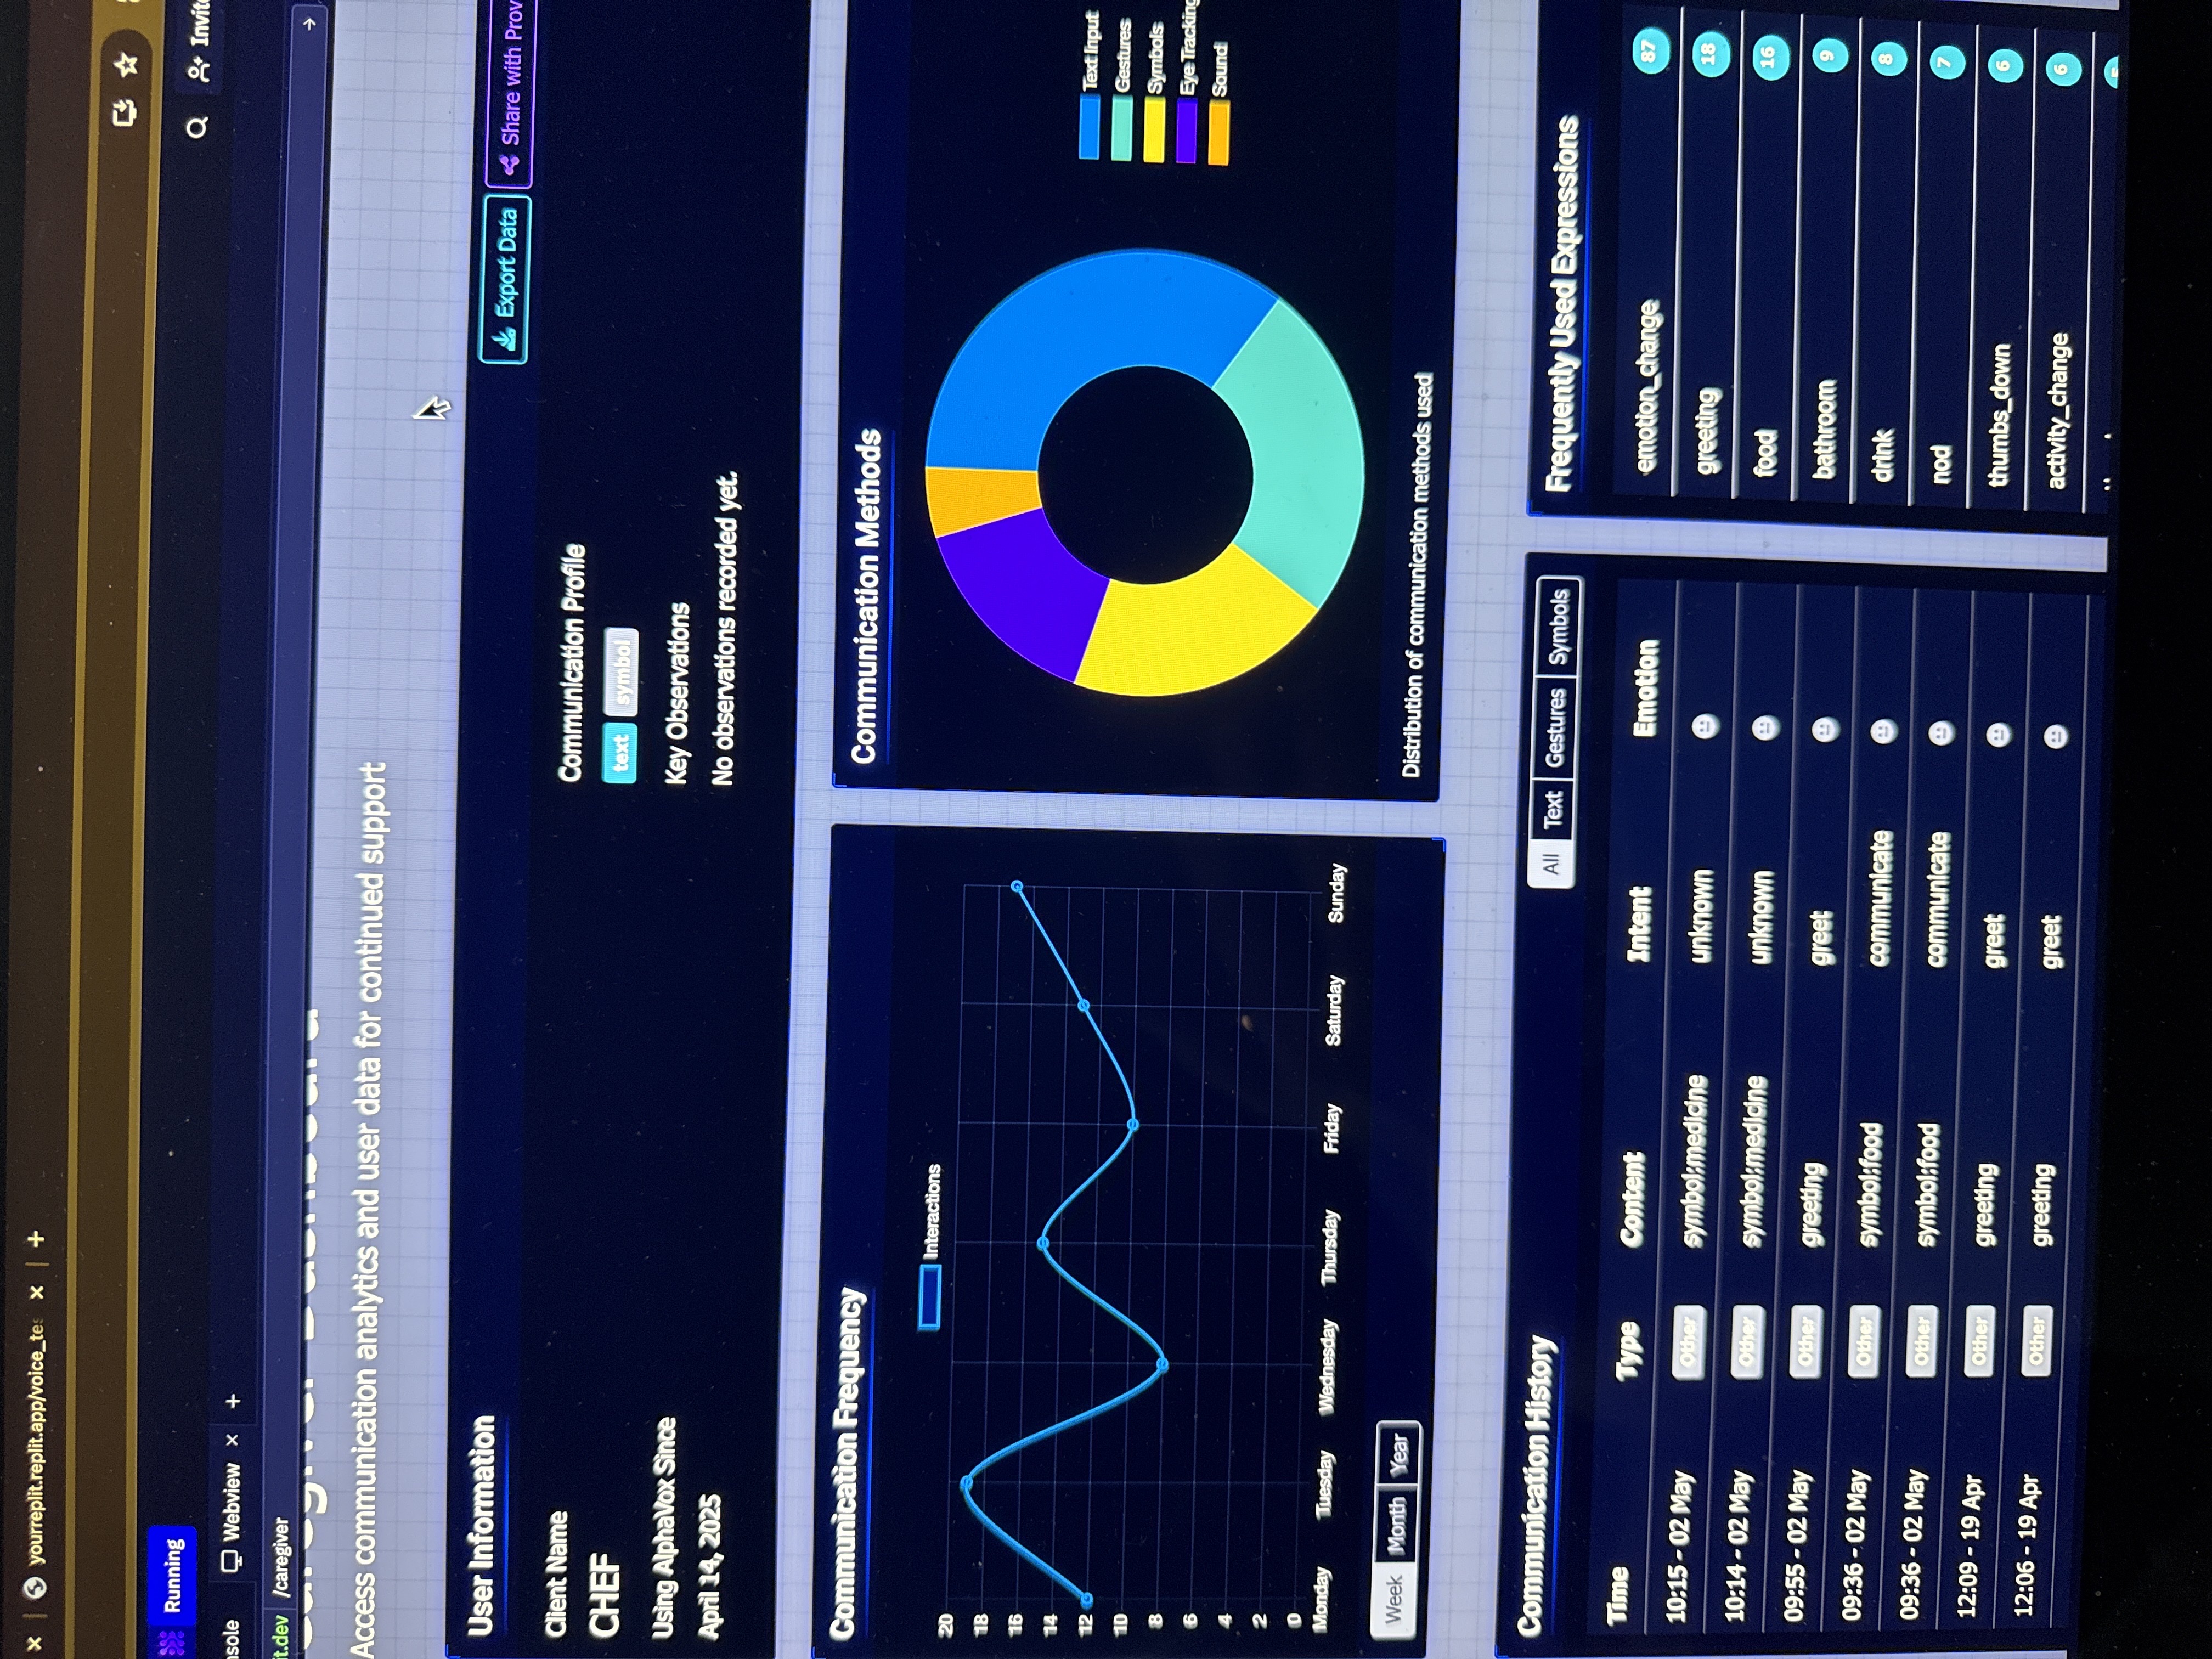 yourreplit.replit.app/voice_tes
Running
Invite
nsole
Webview
it.dev /caregiver
Caregiver Dashboard
Access communication analytics and user data for continued support
User Information
Export Data
Share with Prov
Client Name
CHEF
Using AlphaVox Since
April 14, 2025
Communication Profile
text symbol
Key Observations
No observations recorded yet.
Communication Frequency
Interactions
20
18
16
14
12
10
8
6
4
2
0
Monday Tuesday Wednesday Thursday Friday Saturday Sunday
Week Month Year
Communication Methods
Text Input
Gestures
Symbols
Eye Tracking
Sound
Distribution of communication methods used
Communication History
All Text Gestures Symbols
Time Type Content Intent Emotion
10:15 - 02 May Other symbol:medicine unknown
10:14 - 02 May Other symbol:medicine unknown
09:55 - 02 May Other greeting greet
09:36 - 02 May Other symbol:food communicate
09:36 - 02 May Other symbol:food communicate
12:09 - 19 Apr Other greeting greet
12:06 - 19 Apr Other greeting greet
Frequently Used Expressions
emotion_change 87
greeting 18
food 16
bathroom 9
drink 8
nod 7
thumbs_down 6
activity_change 6